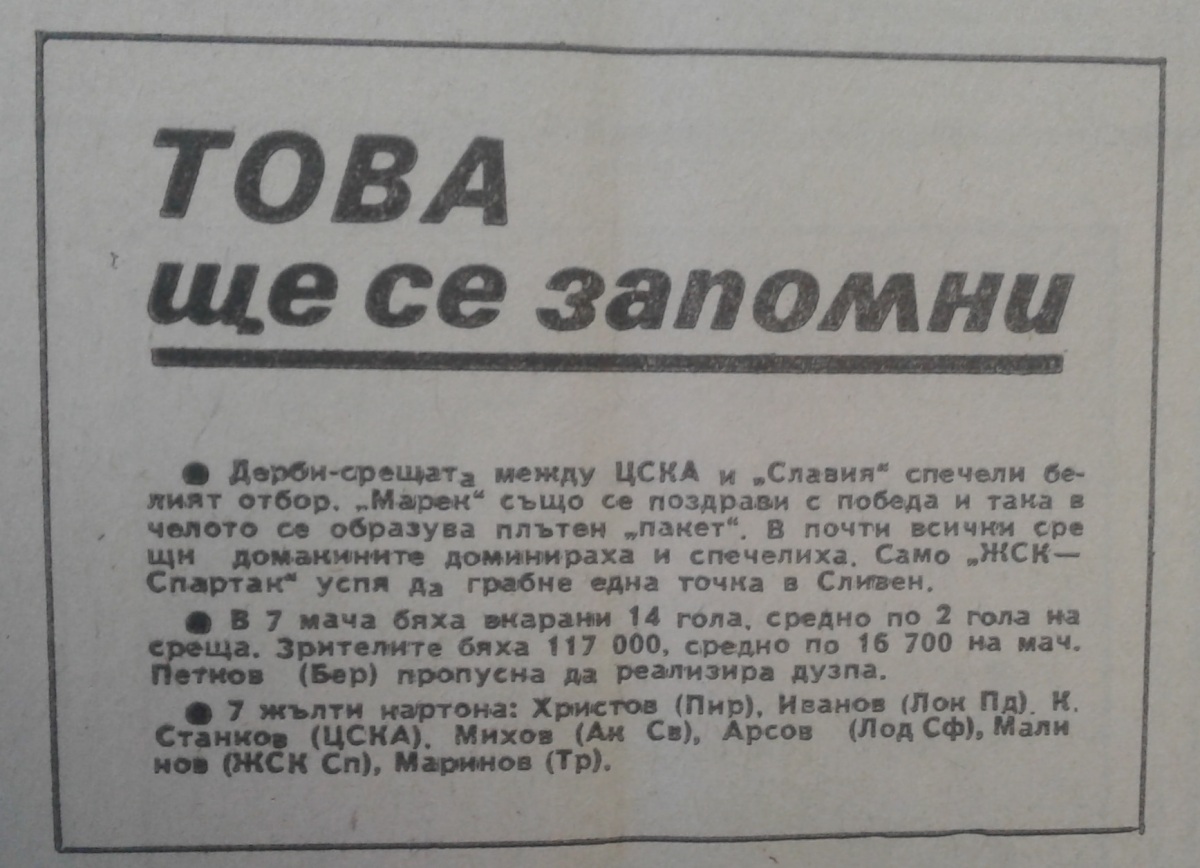 ТОВА
ще се запомни
● Дерби-срещата между ЦСКА и „Славия“ спечели бе-
лият отбор. „Марек“ също се поздрави с победа и така в
челото се образува плътен „пакет“. В почти всички сре
щи домакините доминираха и спечелиха. Само „ЖСК—
Спартак“ успя да грабне една точка в Сливен.
● В 7 мача бяха вкарани 14 гола, средно по 2 гола на
среща. Зрителите бяха 117 000, средно по 16 700 на мач.
Петков (Бер) пропусна да реализира дузпа.
● 7 жълти картона: Христов (Пир), Иванов (Лок Пд). К.
Станков (ЦСКА), Михов (Ак Св), Арсов (Лод Сф), Мали
нов (ЖСК Сп), Маринов (Тр).